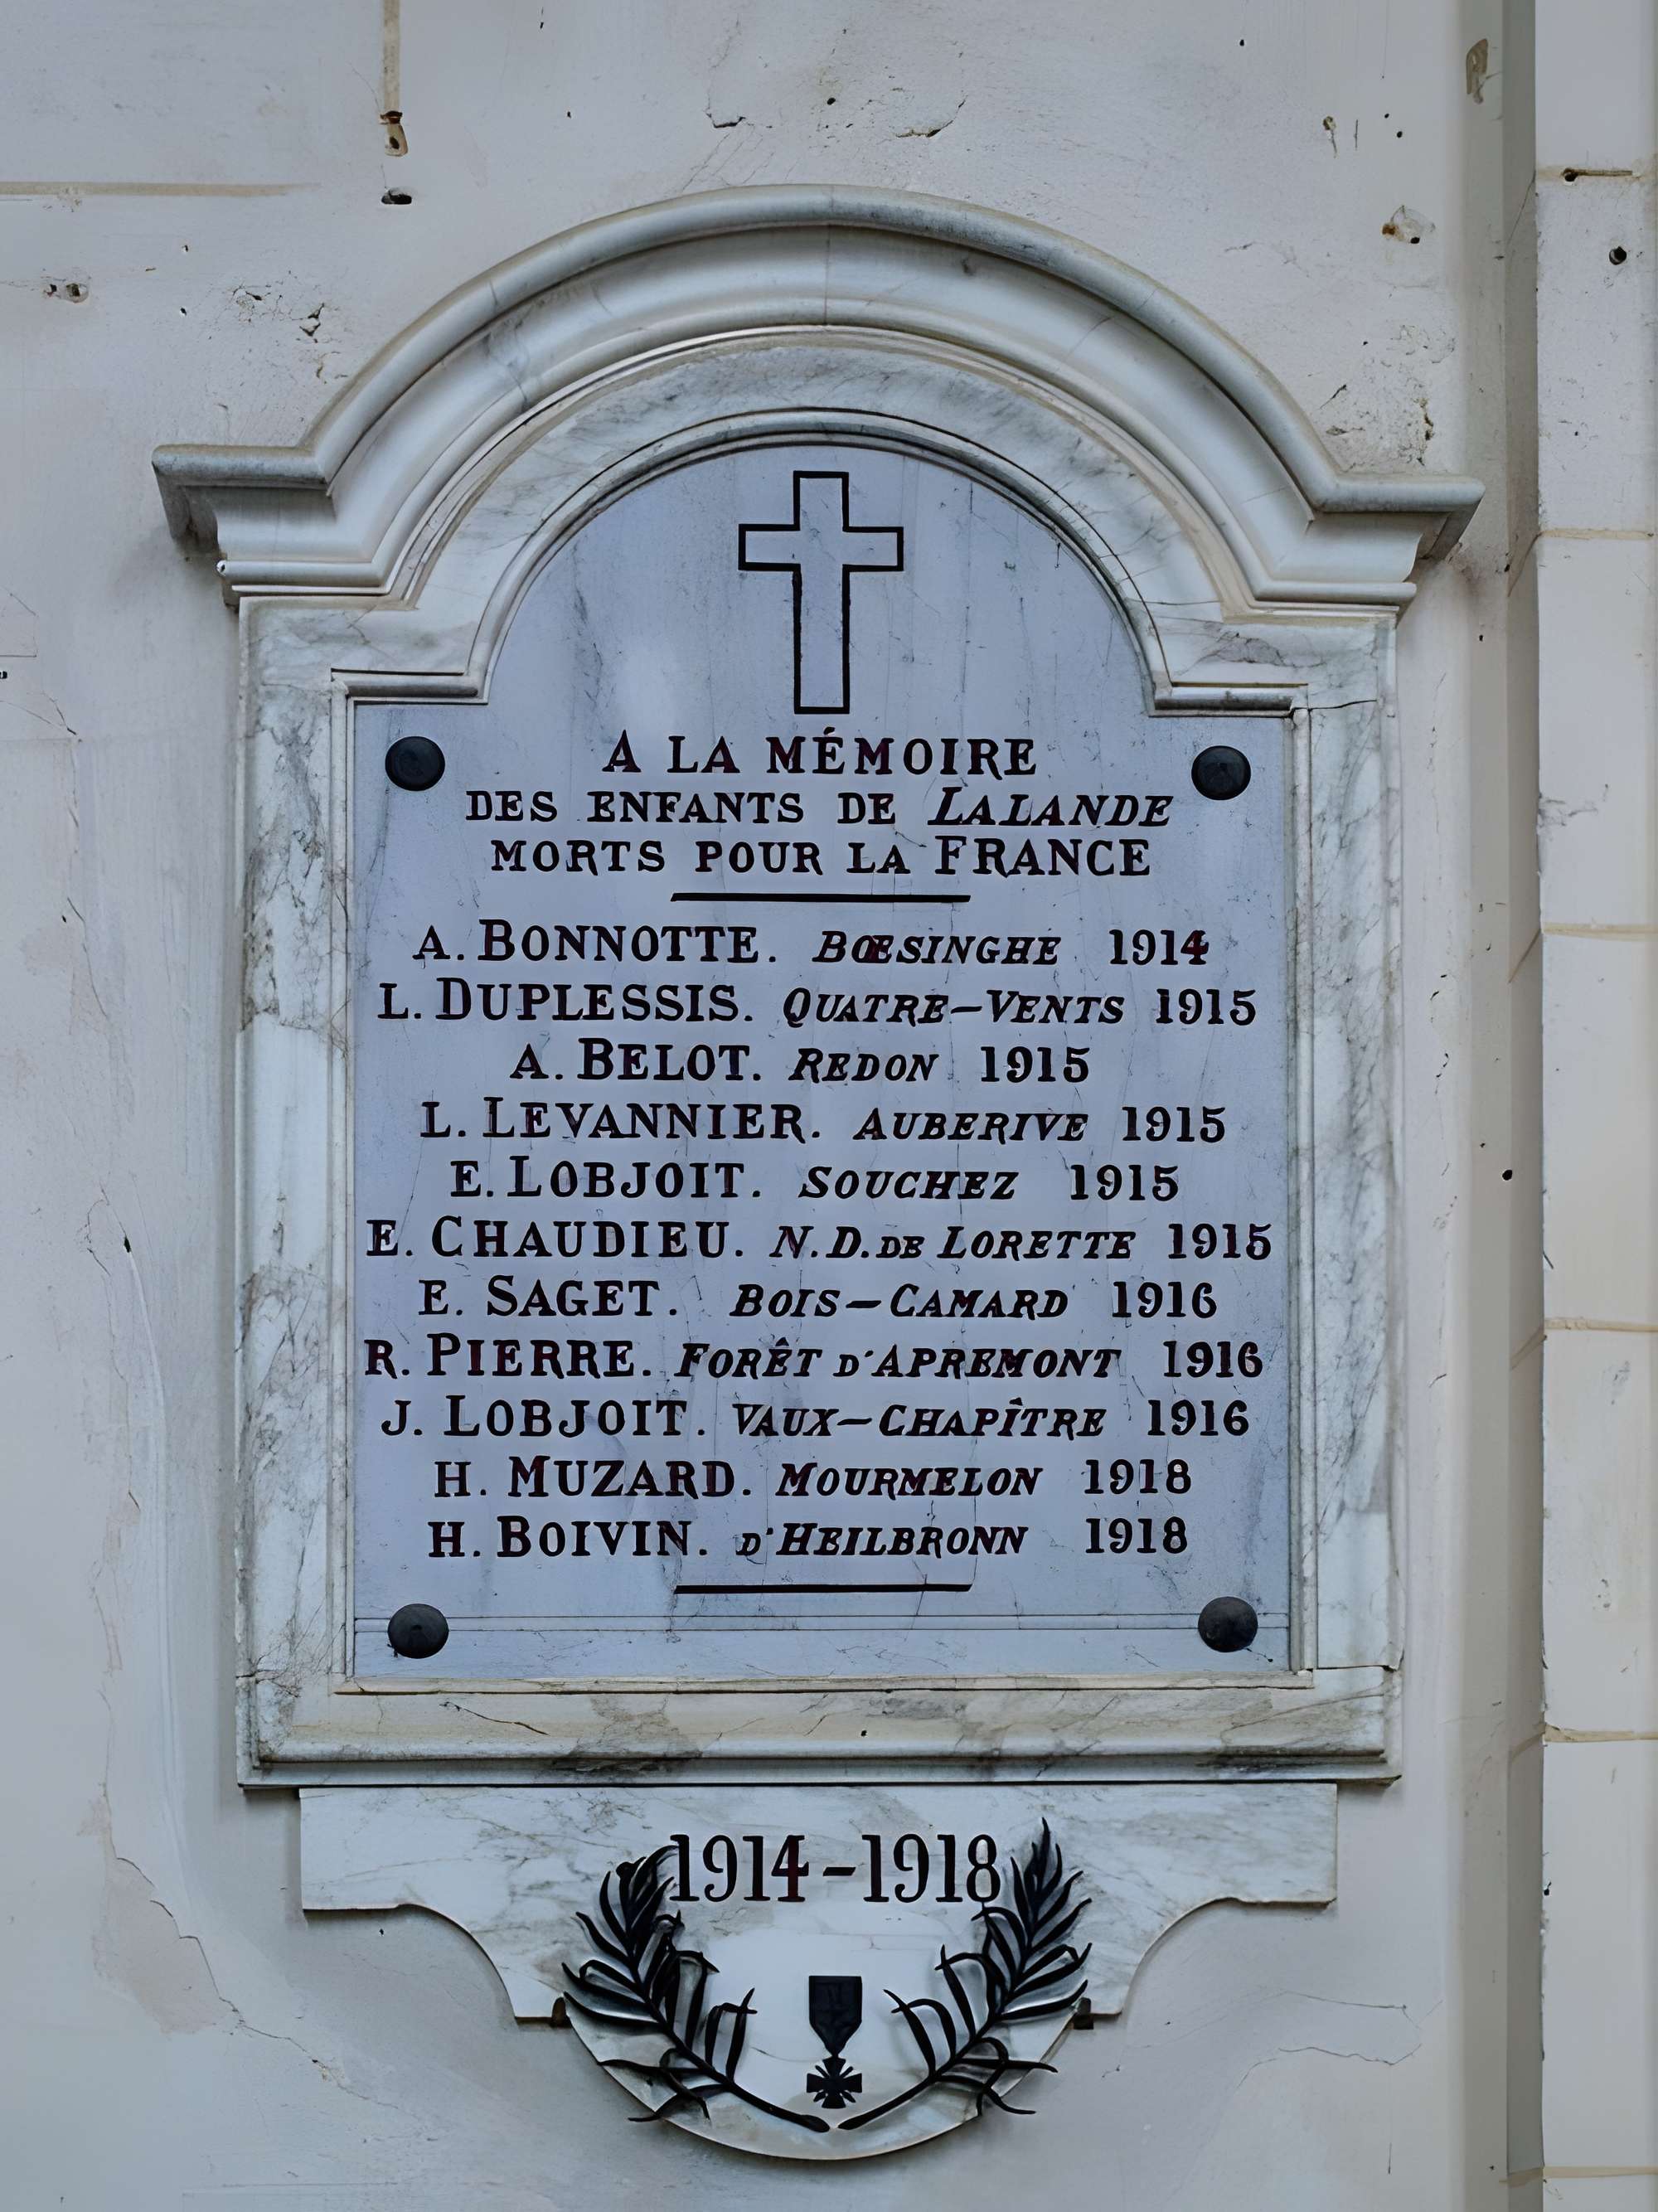 A LA MÉMOIRE
DES ENFANTS DE LALANDE
MORTS POUR LA FRANCE
A. BONNOTTE. BŒSINGHE 1914
L. DUPLESSIS. QUATRE-VENTS 1915
A. BELOT. REDON 1915
L. LEVANNIER. AUBERIVE 1915
E. LOBJOIT. SOUCHEZ 1915
E. CHAUDIEU. N.D. DE LORETTE 1915
E. SAGET. BOIS-CAMARD 1916
R. PIERRE. FORÊT D'APREMONT 1916
J. LOBJOIT. VAUX-CHAPÎTRE 1916
H. MUZARD. MOURMELON 1918
H. BOIVIN. D'HEILBRONN 1918
1914-1918